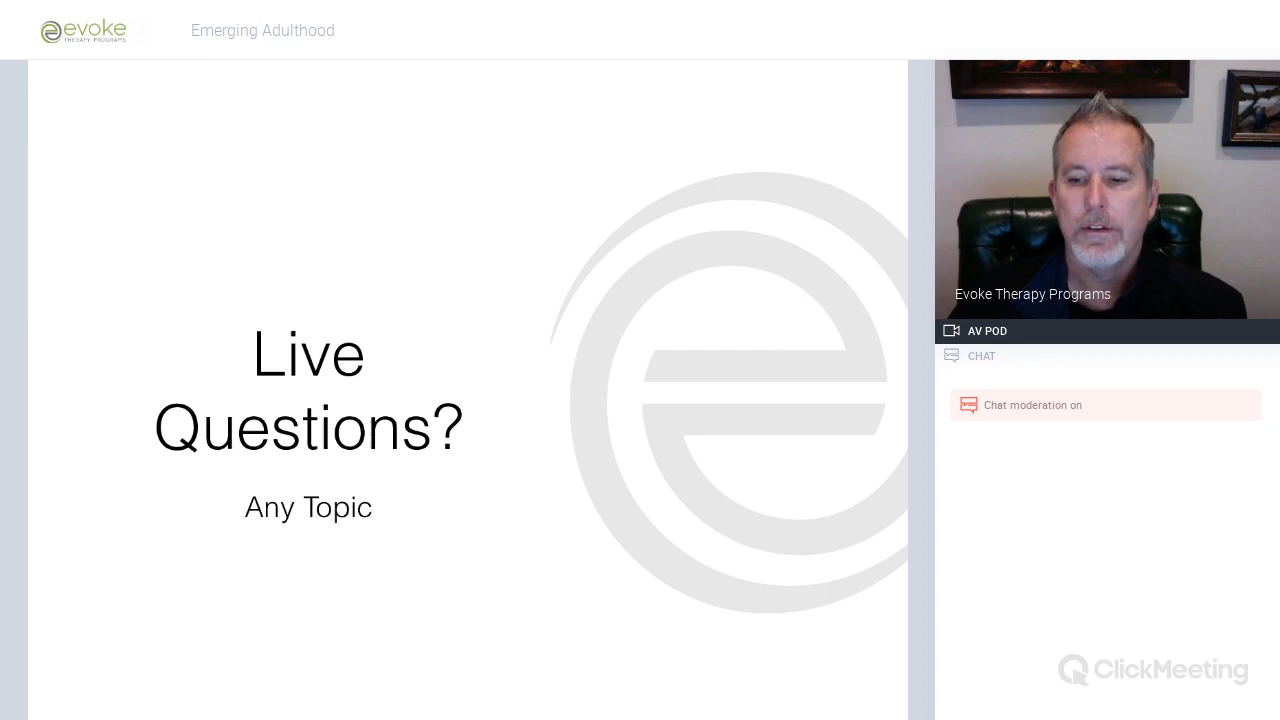 evoke
THERAPY PROGRAMS
Emerging Adulthood
Live
Questions?
Any Topic
Evoke Therapy Programs
AV POD
CHAT
Chat moderation on
ClickMeeting